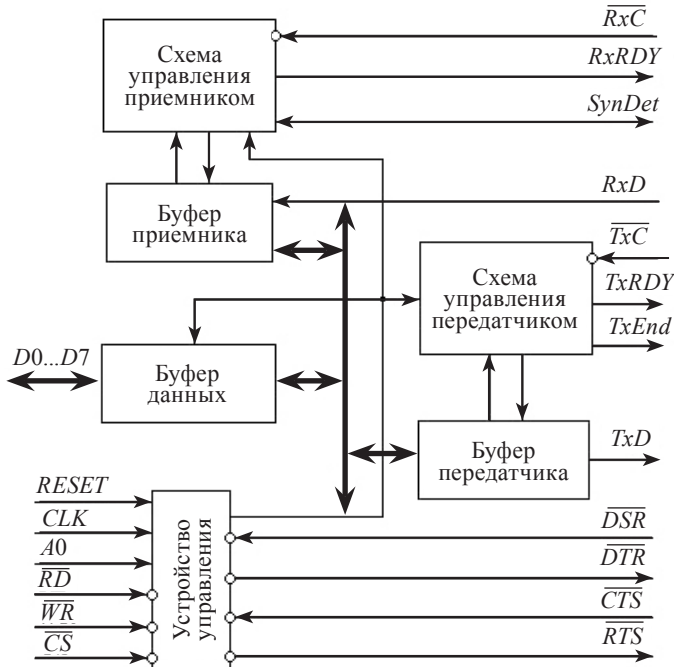 Схема
управления
приемником
RxC
RxRDY
SynDet
RxD
Буфер
приемника
TxC
Схема
управления
передатчиком
TxRDY
TxEnd
D0...D7
Буфер
данных
Буфер
передатчика
TxD
RESET
CLK
A0
RD
WR
CS
Устройство
управления
DSR
DTR
CTS
RTS